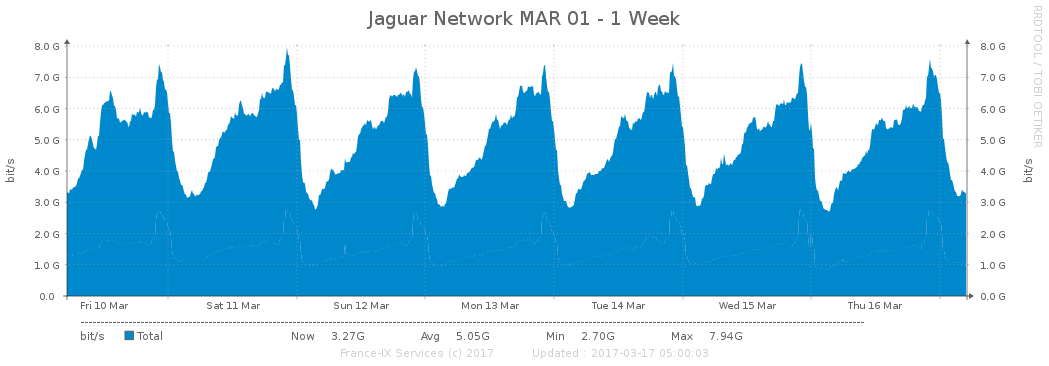 Jaguar Network MAR 01 - 1 Week
RRDTOOL / TOBI OETIKER
bit/s
8.0 G
7.0 G
6.0 G
5.0 G
4.0 G
3.0 G
2.0 G
1.0 G
0.0
8.0 G
7.0 G
6.0 G
5.0 G
4.0 G
3.0 G
2.0 G
1.0 G
0.0 G
bit/s
Fri 10 Mar Sat 11 Mar Sun 12 Mar Mon 13 Mar Tue 14 Mar Wed 15 Mar Thu 16 Mar
bit/s Total Now 3.27G Avg 5.05G Min 2.70G Max 7.94G
France-IX Services (c) 2017 Updated : 2017-03-17 05:00:03